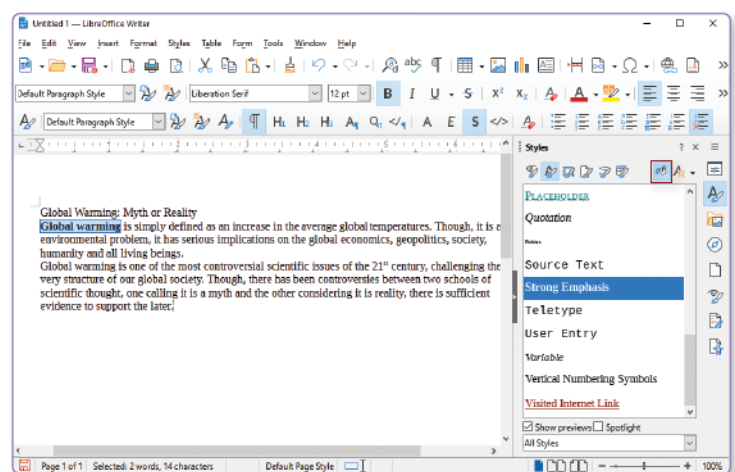 Untitled 1 — LibreOffice Writer
File Edit View Insert Format Styles Table Form Tools Window Help
Default Paragraph Style Liberation Serif 12 pt B I U S X² X₂ A A
Default Paragraph Style ¶ H₁ H₂ H₃ A E S </>
Styles
Global Warming: Myth or Reality
Global warming is simply defined as an increase in the average global temperatures. Though, it is a
environmental problem, it has serious implications on the global economics, geopolitics, society,
humanity and all living beings.
Global warming is one of the most controversial scientific issues of the 21st century, challenging the
very structure of our global society. Though, there has been controversies between two schools of
scientific thought, one calling it is a myth and the other considering it is reality, there is sufficient
evidence to support the later.
PLACEHOLDER
Quotation
Source Text
Strong Emphasis
Teletype
User Entry
Variable
Vertical Numbering Symbols
Visited Internet Link
Show previews Spotlight
All Styles
Page 1 of 1 Selected: 2 words, 14 characters Default Page Style 100%